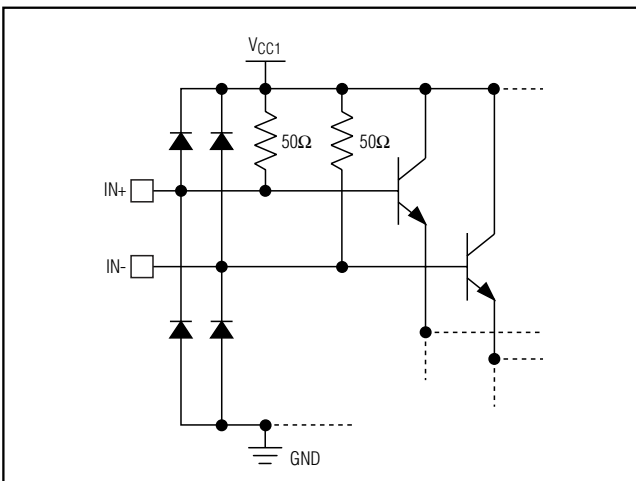 VCC1
50Ω 50Ω
IN+
IN-
GND